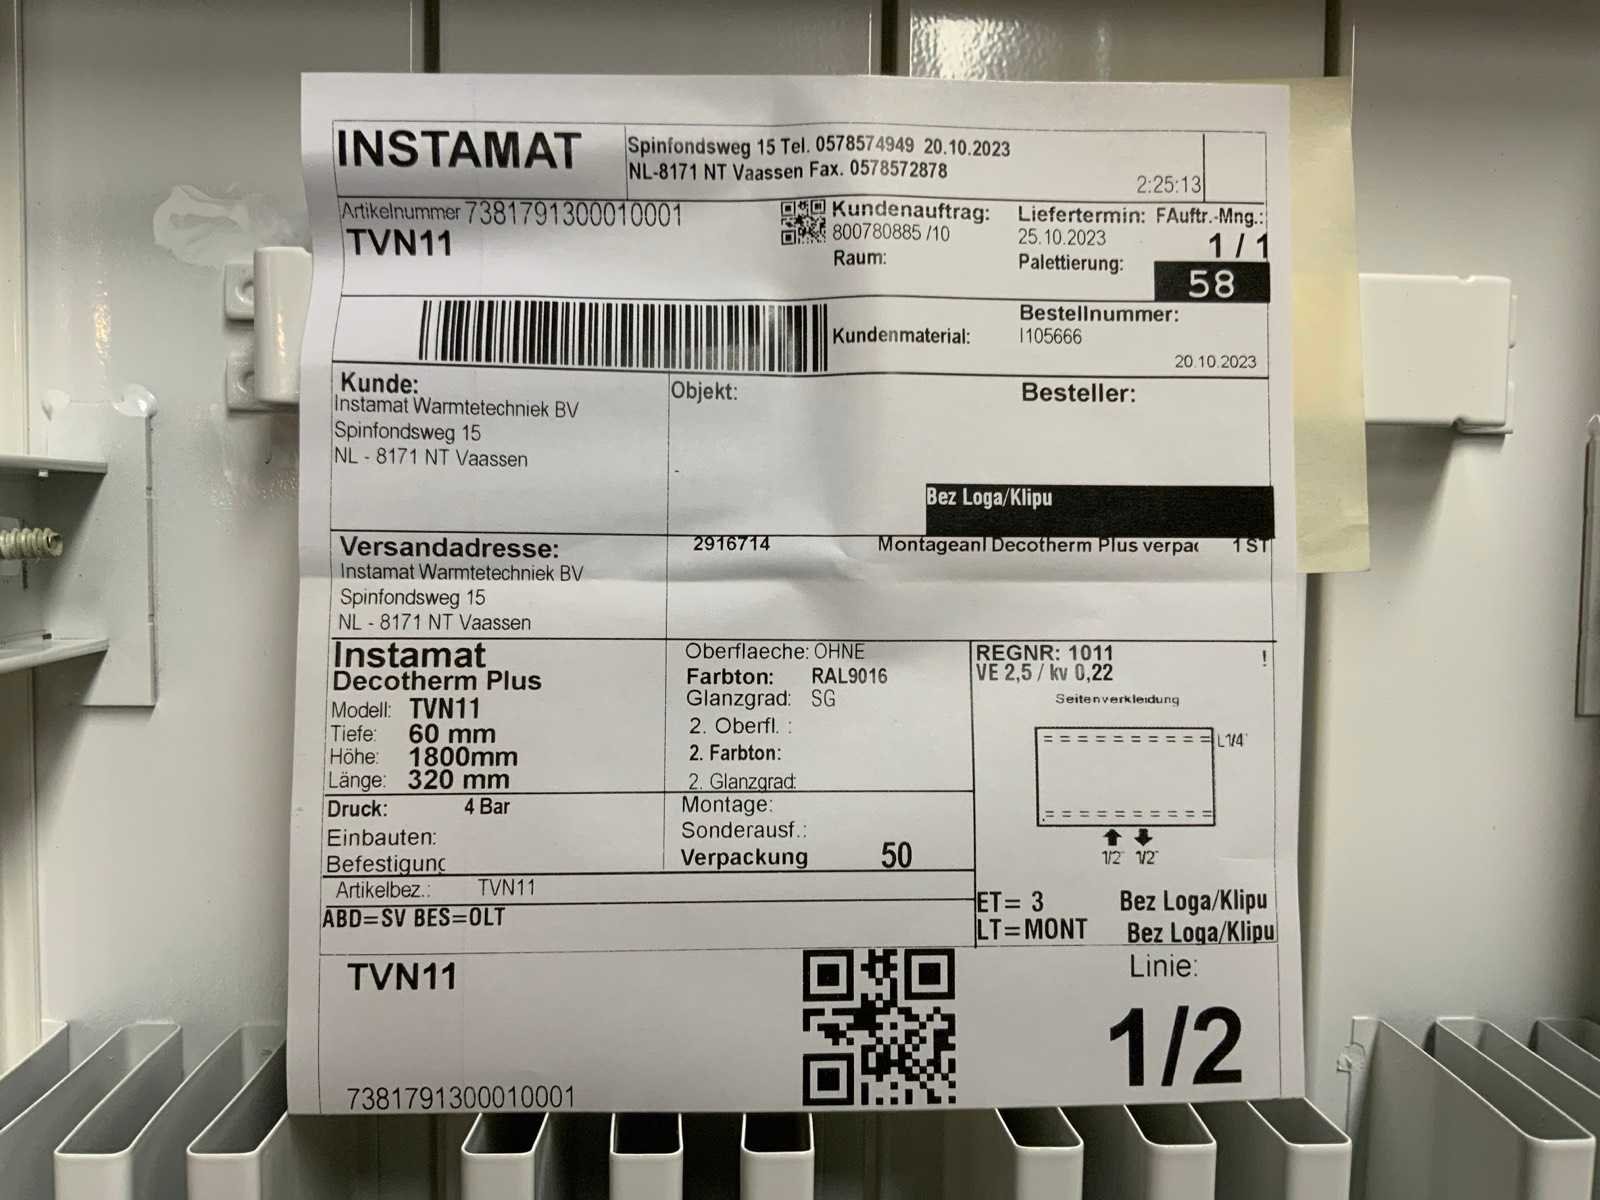 INSTAMAT
Spinfondsweg 15 Tel. 0578574949 20.10.2023
NL-8171 NT Vaassen Fax. 0578572878
2:25:13
Artikelnummer 7381791300010001
TVN11
Kundenauftrag:
800780885 /10
Raum:
Liefertermin: FAuftr.-Mng.:
25.10.2023
1 / 1
Palettierung:
58
Kundenmaterial:
Bestellnummer:
I105666
20.10.2023
Kunde:
Instamat Warmtetechniek BV
Spinfondsweg 15
NL - 8171 NT Vaassen
Objekt:
-
Besteller:
Bez Loga/Klipu
Versandadresse:
Instamat Warmtetechniek BV
Spinfondsweg 15
NL - 8171 NT Vaassen
2916714 Montageanl Decotherm Plus verpac 1 ST
Instamat
Decotherm Plus
Modell: TVN11
Tiefe: 60 mm
Höhe: 1800mm
Länge: 320 mm
Oberflaeche: OHNE
Farbton: RAL9016
Glanzgrad: SG
2. Oberfl. :
2. Farbton:
2. Glanzgrad:
REGNR: 1011 !
VE 2,5 / kv 0,22
Seitenverkleidung
L1/4"
1/2" 1/2"
Druck: 4 Bar
Einbauten:
Befestigung
Montage:
Sonderausf.:
Verpackung 50
Artikelbez.: TVN11
ABD=SV BES=OLT
ET= 3 Bez Loga/Klipu
LT=MONT Bez Loga/Klipu
TVN11
7381791300010001
Linie:
1/2